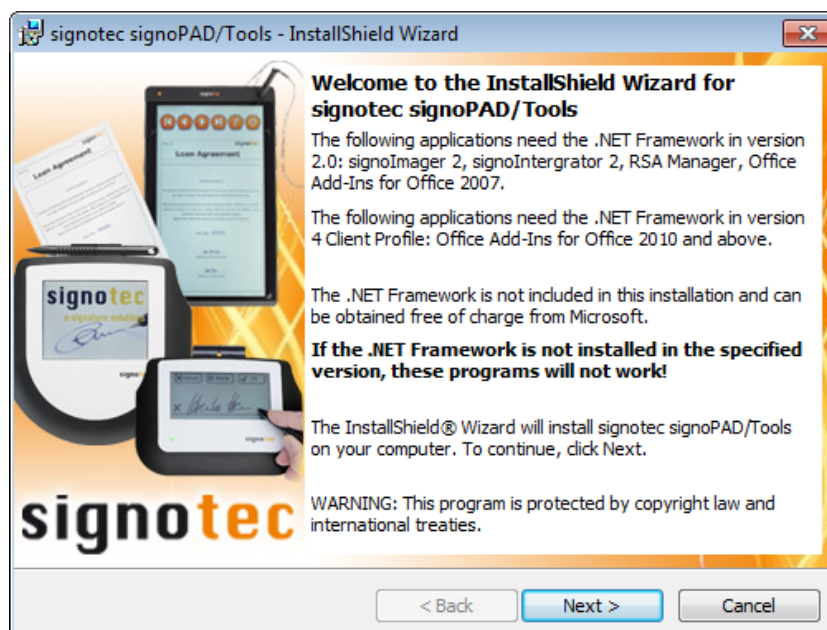 signotec signoPAD/Tools - InstallShield Wizard
Welcome to the InstallShield Wizard for
signotec signoPAD/Tools
The following applications need the .NET Framework in version
2.0: signoImager 2, signoIntergrator 2, RSA Manager, Office
Add-Ins for Office 2007.
The following applications need the .NET Framework in version
4 Client Profile: Office Add-Ins for Office 2010 and above.
The .NET Framework is not included in this installation and can
be obtained free of charge from Microsoft.
If the .NET Framework is not installed in the specified
version, these programs will not work!
The InstallShield® Wizard will install signotec signoPAD/Tools
on your computer. To continue, click Next.
WARNING: This program is protected by copyright law and
international treaties.
Loan Agreement
Loan Agreement
signotec
e-signature solutions
signotec
< Back
Next >
Cancel